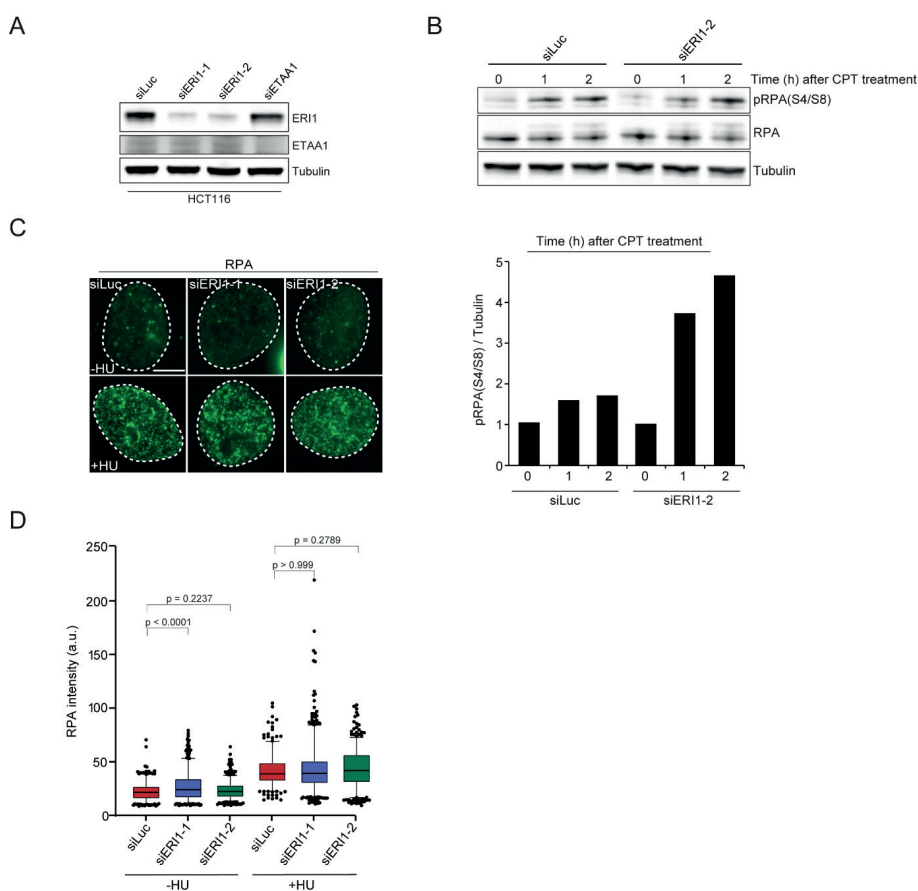 A
siLuc siERI1-1 siERI1-2 siETAA1
ERI1
ETAA1
Tubulin
HCT116
B
siLuc siERI1-2
0 1 2 0 1 2 Time (h) after CPT treatment
pRPA(S4/S8)
RPA
Tubulin
Time (h) after CPT treatment
5
4
3
2
1
0
pRPA(S4/S8) / Tubulin
0 1 2 0 1 2
siLuc siERI1-2
C
RPA
siLuc siERI1-1 siERI1-2
-HU
+HU
D
250
200
150
100
50
0
RPA intensity (a.u.)
p = 0.2789
p > 0.999
p = 0.2237
p < 0.0001
siLuc siERI1-1 siERI1-2 siLuc siERI1-1 siERI1-2
-HU +HU